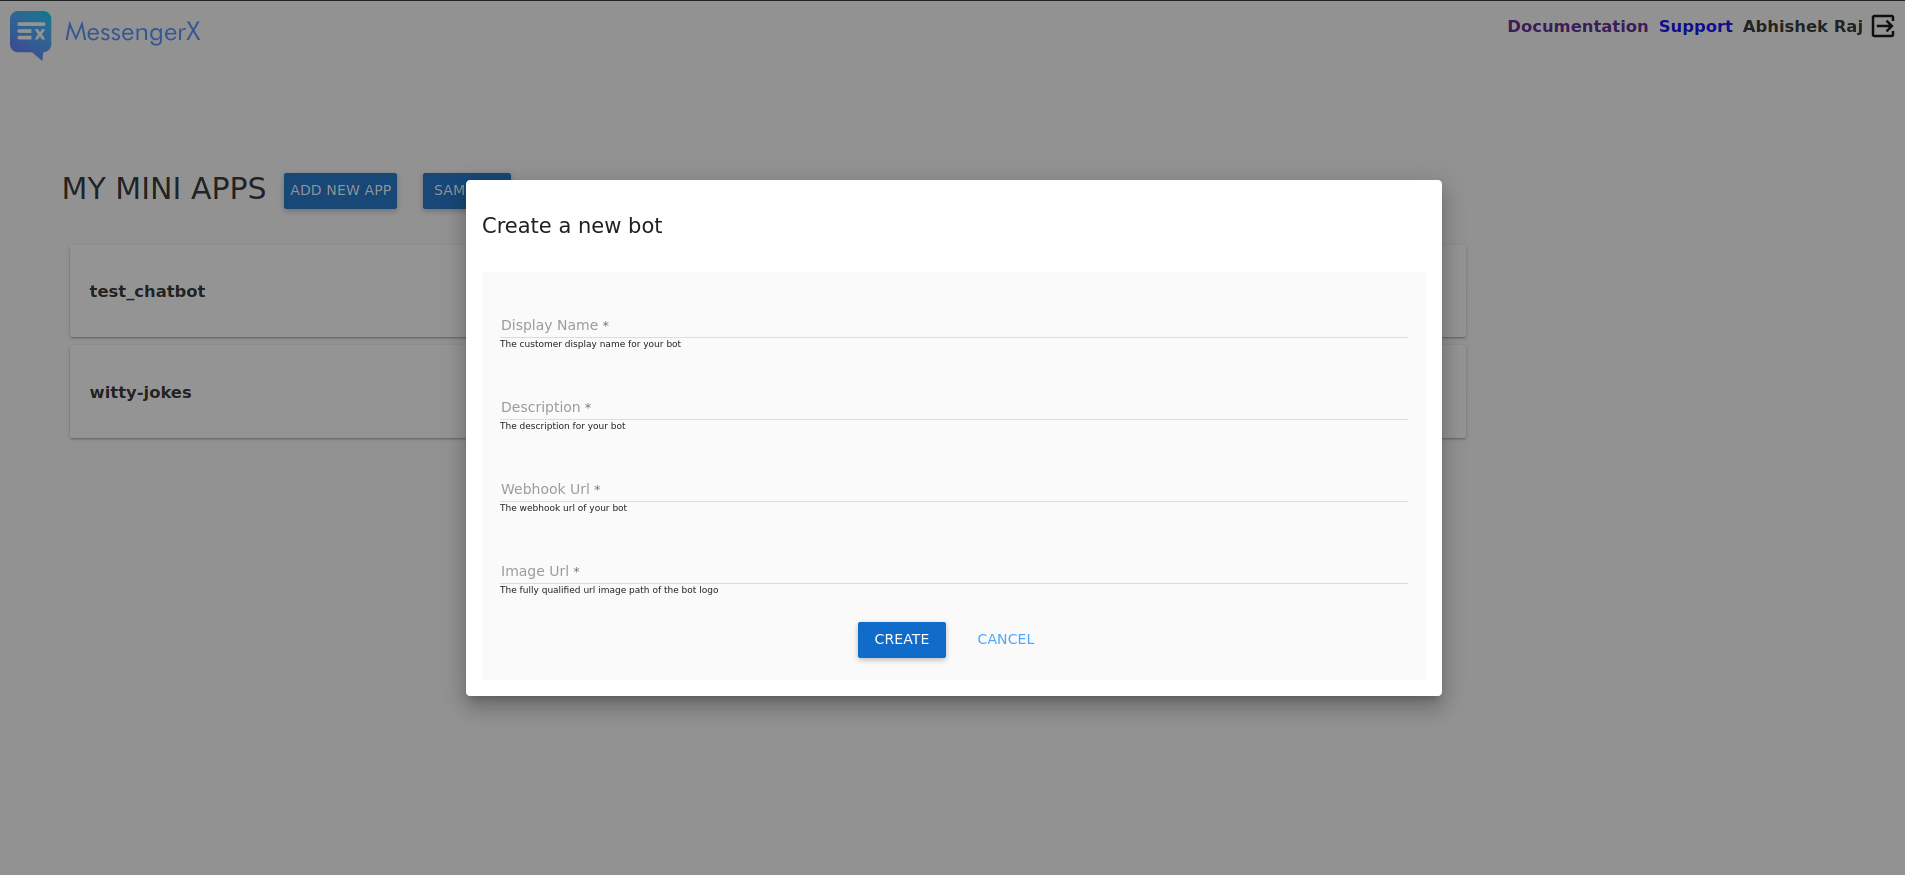 MessengerX
Documentation Support Abhishek Raj
MY MINI APPS ADD NEW APP SAM
Create a new bot
test_chatbot
Display Name *
The customer display name for your bot
witty-jokes
Description *
The description for your bot
Webhook Url *
The webhook url of your bot
Image Url *
The fully qualified url image path of the bot logo
CREATE CANCEL